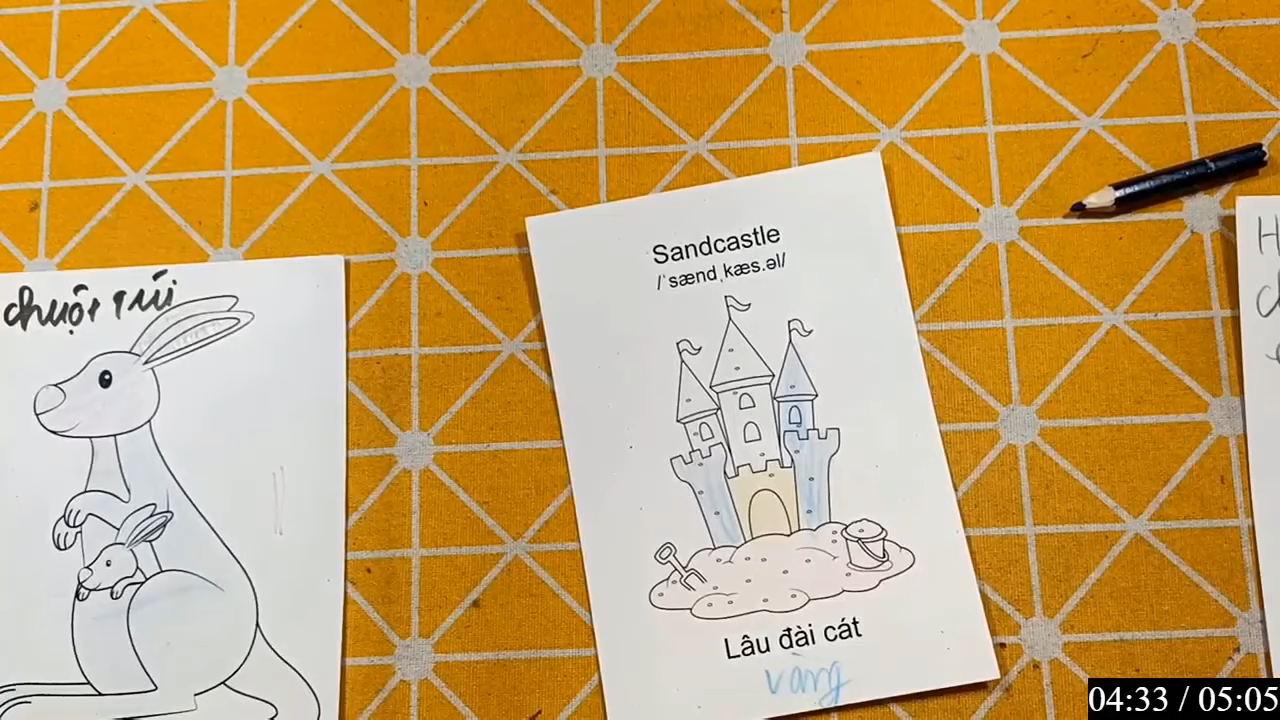 chuột túi
Sandcastle
/ˈsænd͵kæs.əl/
Lâu đài cát
vàng
04:33 / 05:05